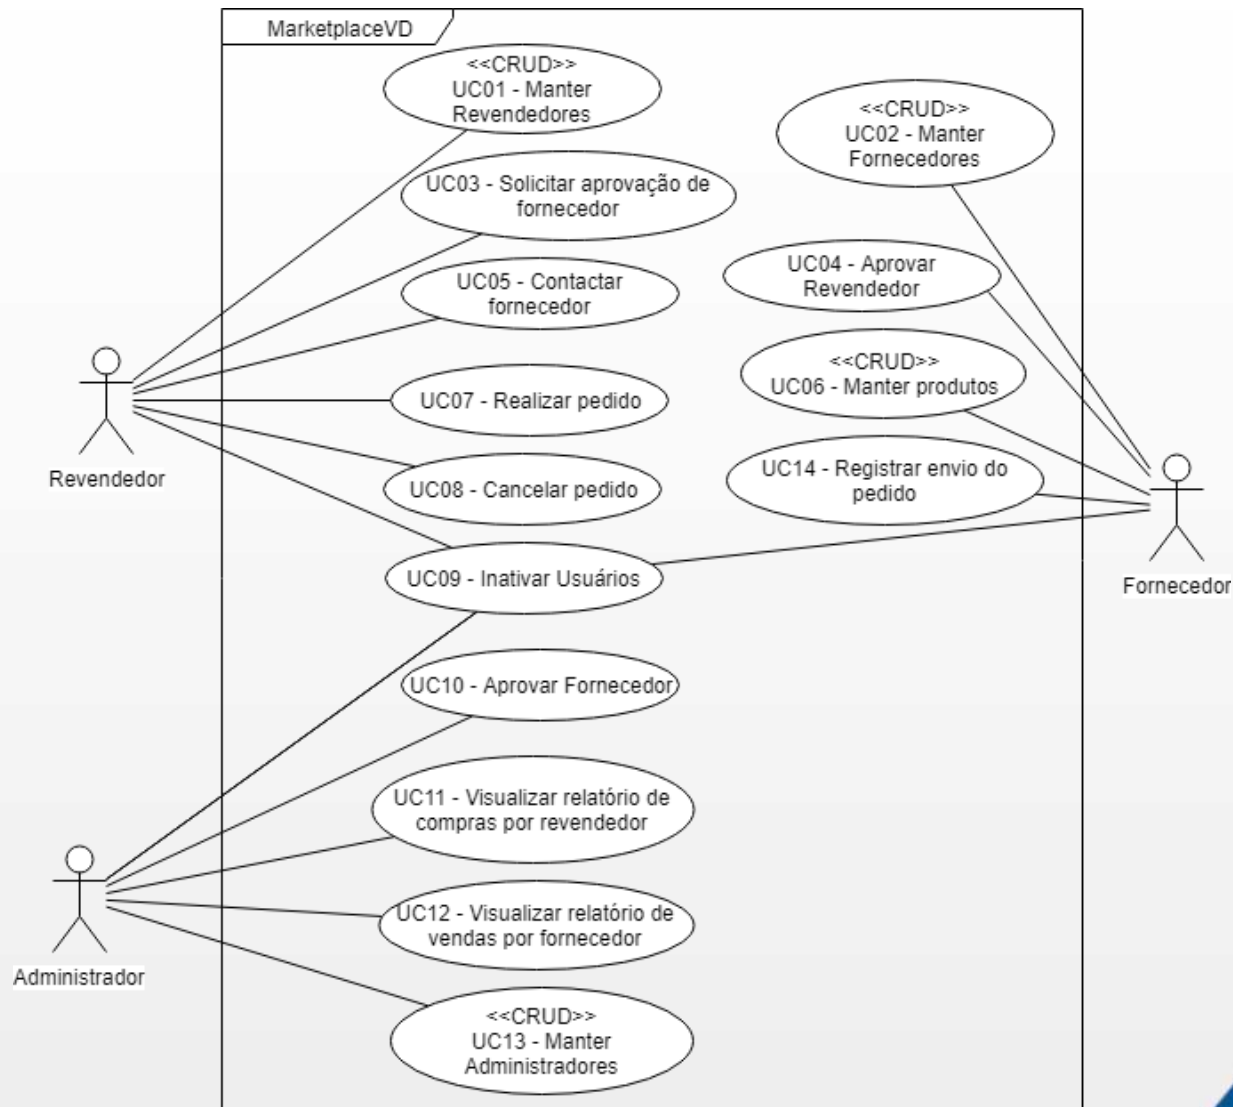 MarketplaceVD
<<CRUD>>
UC01 - Manter
Revendedores
<<CRUD>>
UC02 - Manter
Fornecedores
UC03 - Solicitar aprovação de
fornecedor
UC04 - Aprovar
Revendedor
UC05 - Contactar
fornecedor
<<CRUD>>
UC06 - Manter produtos
UC07 - Realizar pedido
Revendedor
UC14 - Registrar envio do
pedido
UC08 - Cancelar pedido
UC09 - Inativar Usuários
Fornecedor
UC10 - Aprovar Fornecedor
UC11 - Visualizar relatório de
compras por revendedor
UC12 - Visualizar relatório de
vendas por fornecedor
Administrador
<<CRUD>>
UC13 - Manter
Administradores